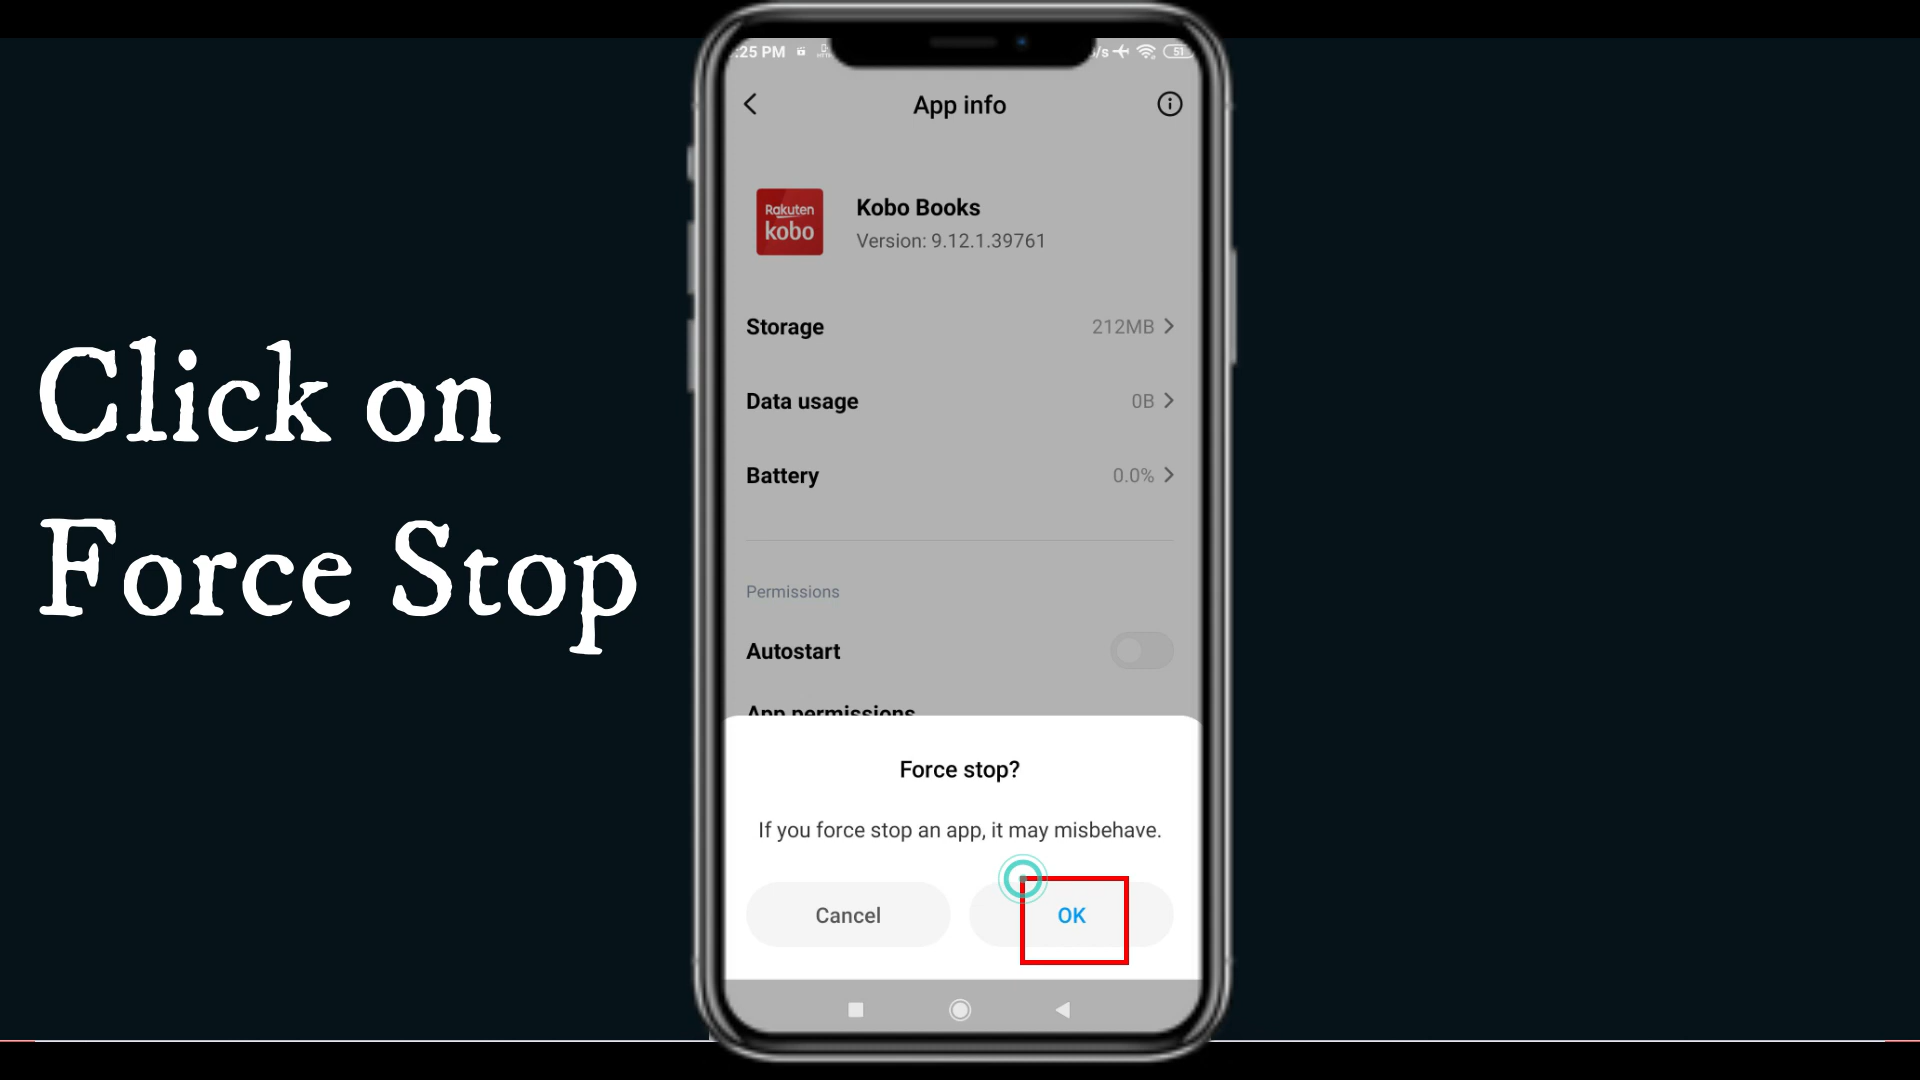 Click on
Force Stop
:25 PM
/s
51
App info
Rakuten
kobo
Kobo Books
Version: 9.12.1.39761
Storage 212MB
Data usage 0B
Battery 0.0%
Permissions
Autostart
App permissions
Force stop?
If you force stop an app, it may misbehave.
Cancel OK